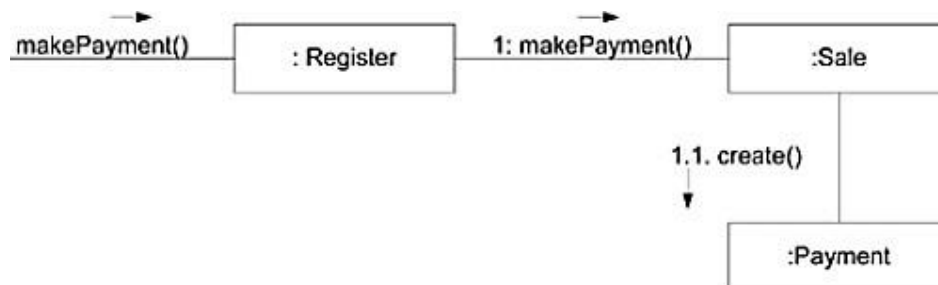 makePayment()
: Register
1: makePayment()
:Sale
1.1. create()
:Payment